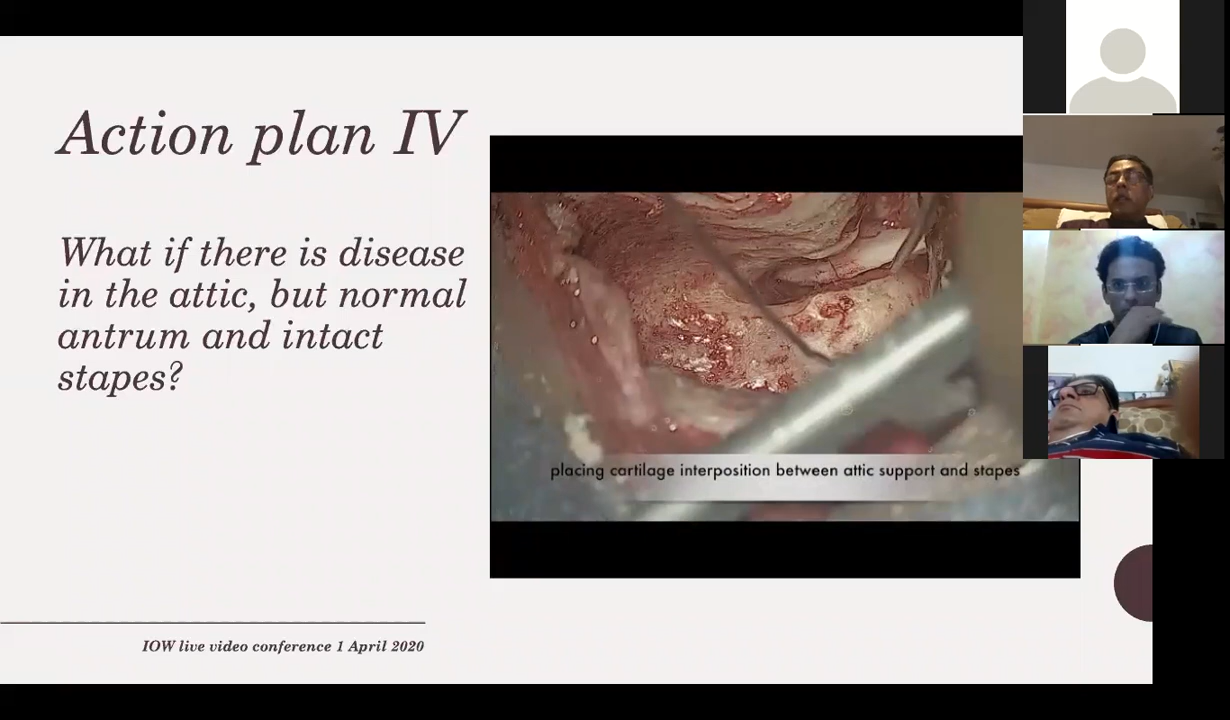 Action plan IV
What if there is disease
in the attic, but normal
antrum and intact
stapes?
placing cartilage interposition between attic support and stapes
IOW live video conference 1 April 2020